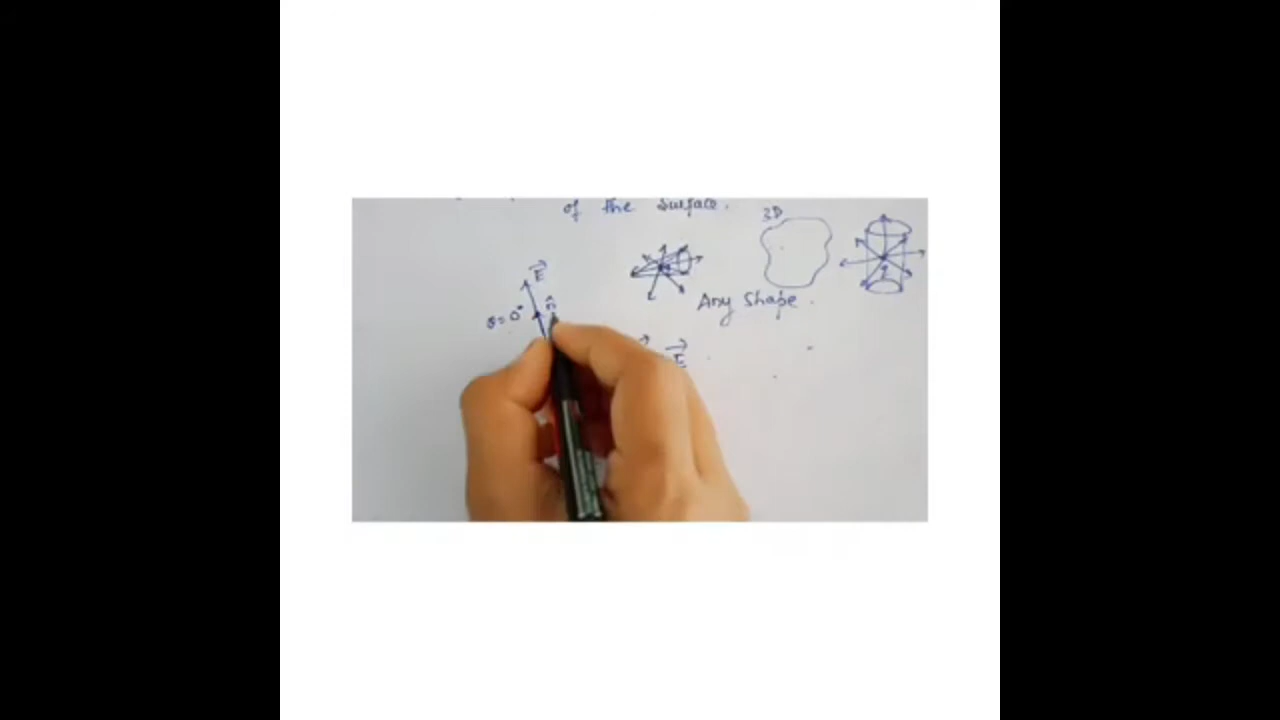 of the surface.
3D
E
θ = 0°
n̂
q
Any Shape.
E